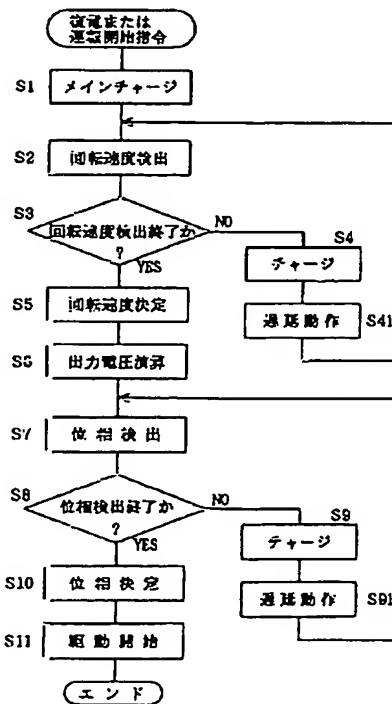 復電または
運転開始指令
S1
メインチャージ
S2
回転速度検出
S3
回転速度検出終了か
?
NO
YES
S4
チャージ
S41
遅延動作
S5
回転速度決定
S6
出力電圧演算
S7
位相検出
S8
位相検出終了か
?
NO
YES
S9
チャージ
S91
遅延動作
S10
位相決定
S11
駆動開始
エンド